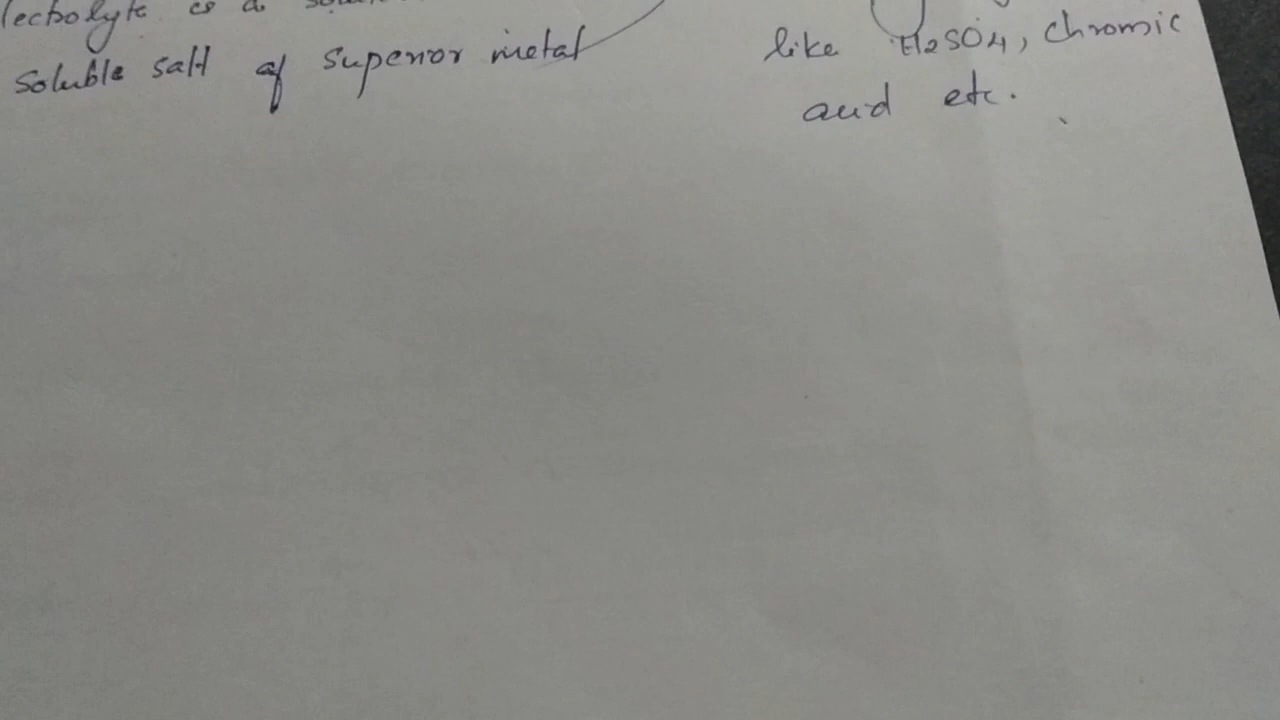 lectrolyte is a
soluble salt of superior metal
like H2SO4, chromic
acid etc.